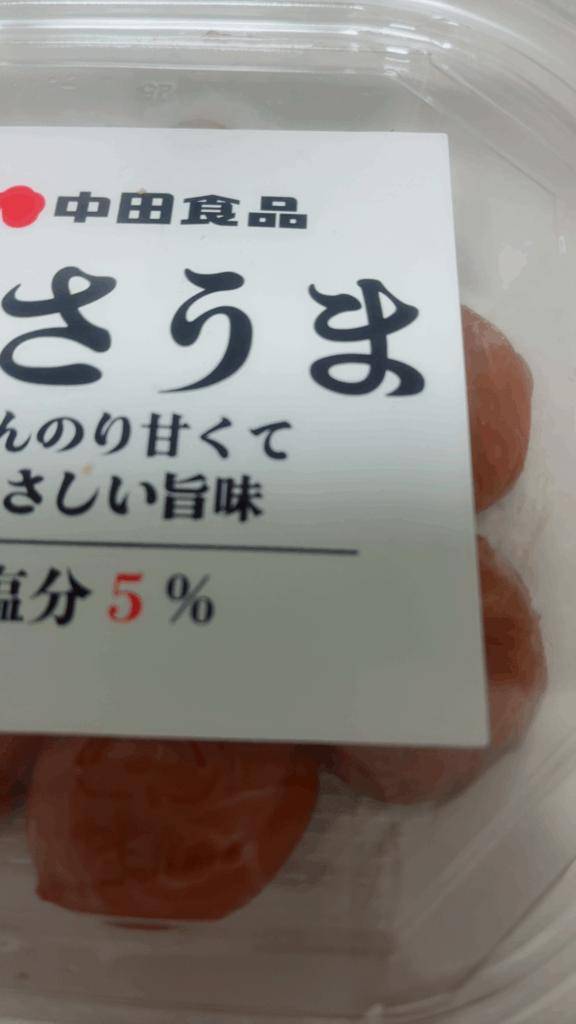 中田食品
さうま
んのり甘くて
さしい旨味
塩分5%